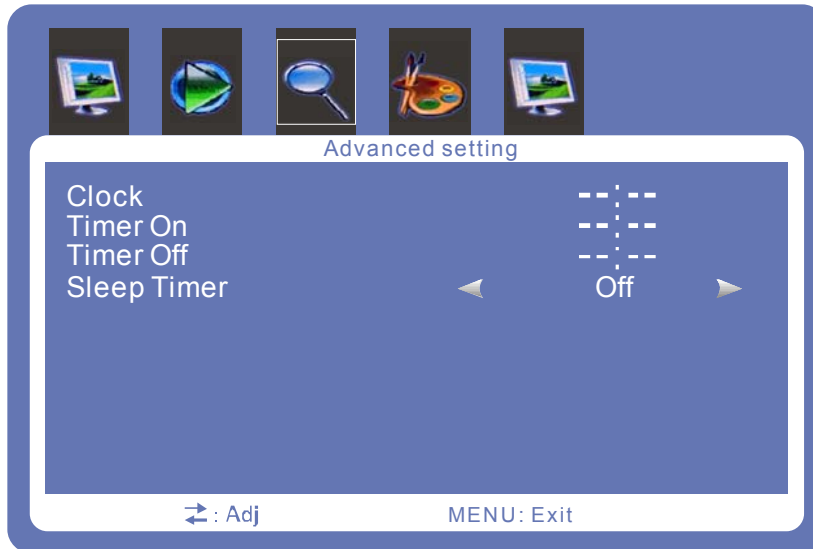 Advanced setting
Clock --:--
Timer On --:--
Timer Off --:--
Sleep Timer Off
: Adj MENU: Exit